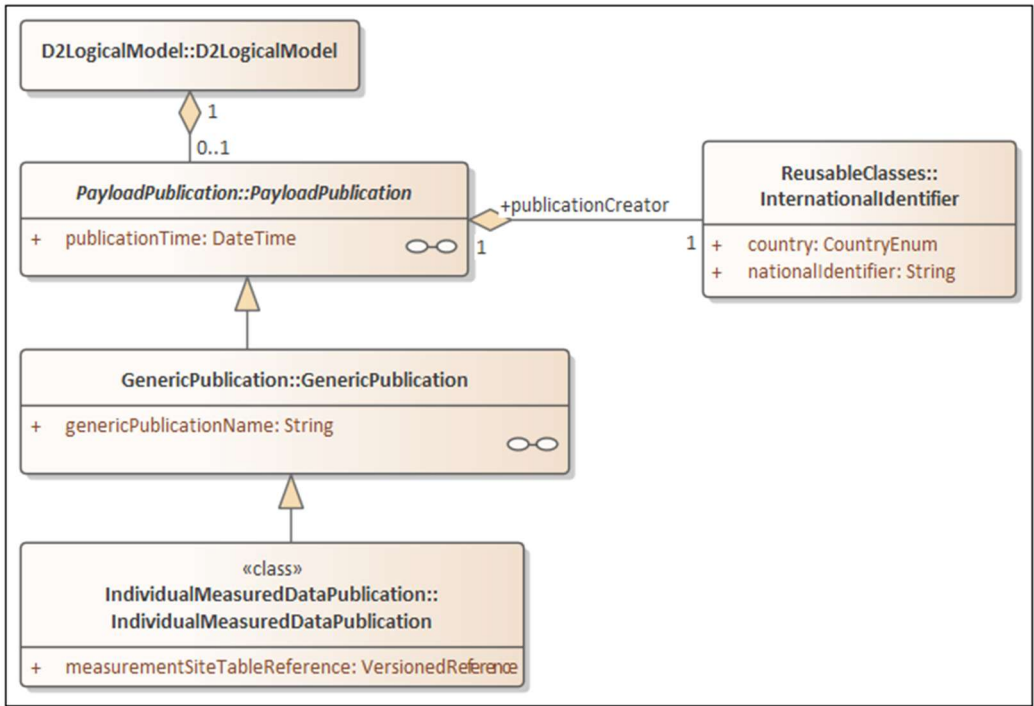 D2LogicalModel::D2LogicalModel
1
0..1
PayloadPublication::PayloadPublication
+ publicationTime: DateTime
+publicationCreator
1
1
ReusableClasses::
InternationalIdentifier
+ country: CountryEnum
+ nationalIdentifier: String
GenericPublication::GenericPublication
+ genericPublicationName: String
«class»
IndividualMeasuredDataPublication::
IndividualMeasuredDataPublication
+ measurementSiteTableReference: VersionedReference